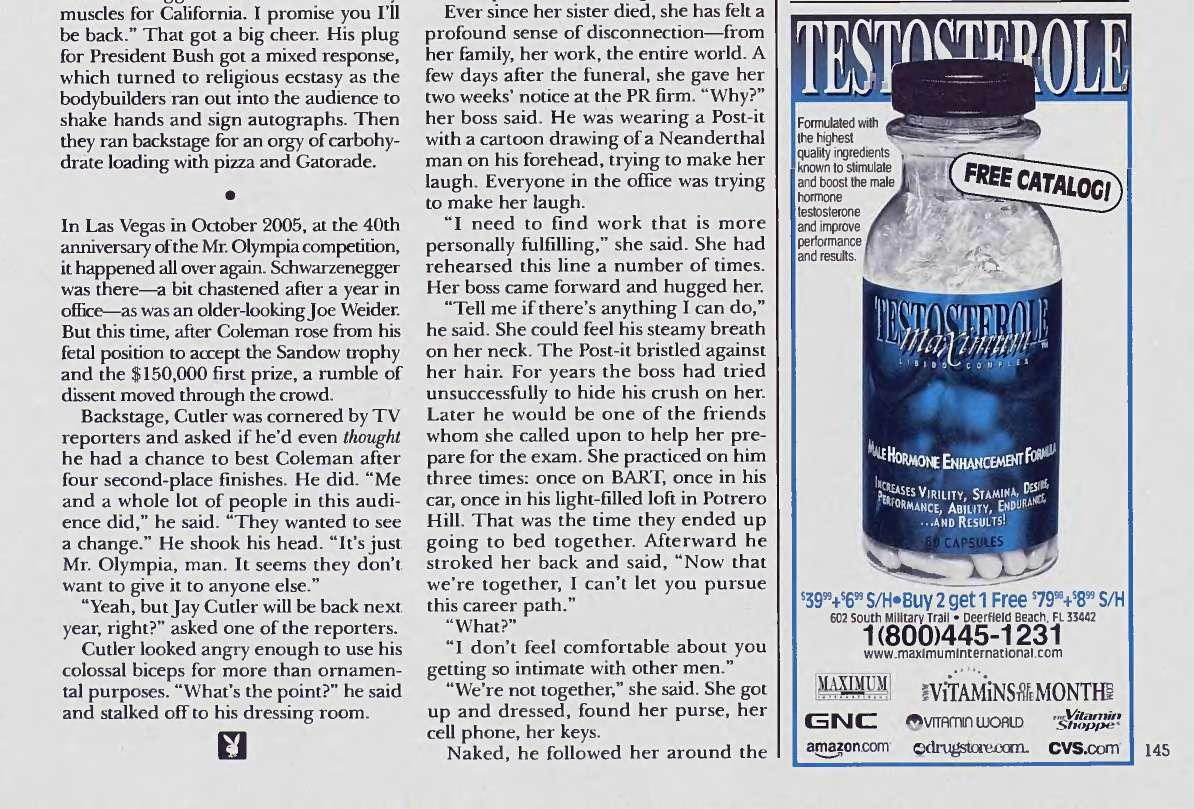 muscles for California. I promise you I'll
be back." That got a big cheer. His plug
for President Bush got a mixed response,
which turned to religious ecstasy as the
bodybuilders ran out into the audience to
shake hands and sign autographs. Then
they ran backstage for an orgy of carbohy-
drate loading with pizza and Gatorade.
•
In Las Vegas in October 2005, at the 40th
anniversary of the Mr. Olympia competition,
it happened all over again. Schwarzenegger
was there—a bit chastened after a year in
office—as was an older-looking Joe Weider.
But this time, after Coleman rose from his
fetal position to accept the Sandow trophy
and the $150,000 first prize, a rumble of
dissent moved through the crowd.
Backstage, Cutler was cornered by TV
reporters and asked if he'd even thought
he had a chance to best Coleman after
four second-place finishes. He did. "Me
and a whole lot of people in this audi-
ence did," he said. "They wanted to see
a change." He shook his head. "It's just
Mr. Olympia, man. It seems they don't
want to give it to anyone else."
"Yeah, but Jay Cutler will be back next
year, right?" asked one of the reporters.
Cutler looked angry enough to use his
colossal biceps for more than ornamen-
tal purposes. "What's the point?" he said
and stalked off to his dressing room.
Ever since her sister died, she has felt a
profound sense of disconnection—from
her family, her work, the entire world. A
few days after the funeral, she gave her
two weeks' notice at the PR firm. "Why?"
her boss said. He was wearing a Post-it
with a cartoon drawing of a Neanderthal
man on his forehead, trying to make her
laugh. Everyone in the office was trying
to make her laugh.
"I need to find work that is more
personally fulfilling," she said. She had
rehearsed this line a number of times.
Her boss came forward and hugged her.
"Tell me if there's anything I can do,"
he said. She could feel his steamy breath
on her neck. The Post-it bristled against
her hair. For years the boss had tried
unsuccessfully to hide his crush on her.
Later he would be one of the friends
whom she called upon to help her pre-
pare for the exam. She practiced on him
three times: once on BART, once in his
car, once in his light-filled loft in Potrero
Hill. That was the time they ended up
going to bed together. Afterward he
stroked her back and said, "Now that
we're together, I can't let you pursue
this career path."
"What?"
"I don't feel comfortable about you
getting so intimate with other men."
"We're not together," she said. She got
up and dressed, found her purse, her
cell phone, her keys.
Naked, he followed her around the
TESTOSTEROLE
Formulated with
the highest
quality ingredients
known to stimulate
and boost the male
hormone
testosterone
and improve
performance
and results.
FREE CATALOG!
TESTOSTEROLE
Maximum™
LIBIDO COMPLEX
MALE HORMONE ENHANCEMENT FORMULA
INCREASES VIRILITY, STAMINA, DESIRE,
PERFORMANCE, ABILITY, ENDURANCE,
...AND RESULTS!
60 CAPSULES
$39⁹⁹+$6⁹⁹ S/H•Buy 2 get 1 Free $79⁹⁸+$8⁹⁹ S/H
602 South Military Trail • Deerfield Beach, FL 33442
1(800)445-1231
www.maximuminternational.com
MAXIMUM
INTERNATIONAL
WWW.VITAMINS OF THE MONTH.COM
GNC
VITAMIN WORLD
THE Vitamin Shoppe
amazon.com
drugstore.com.
CVS.com
145